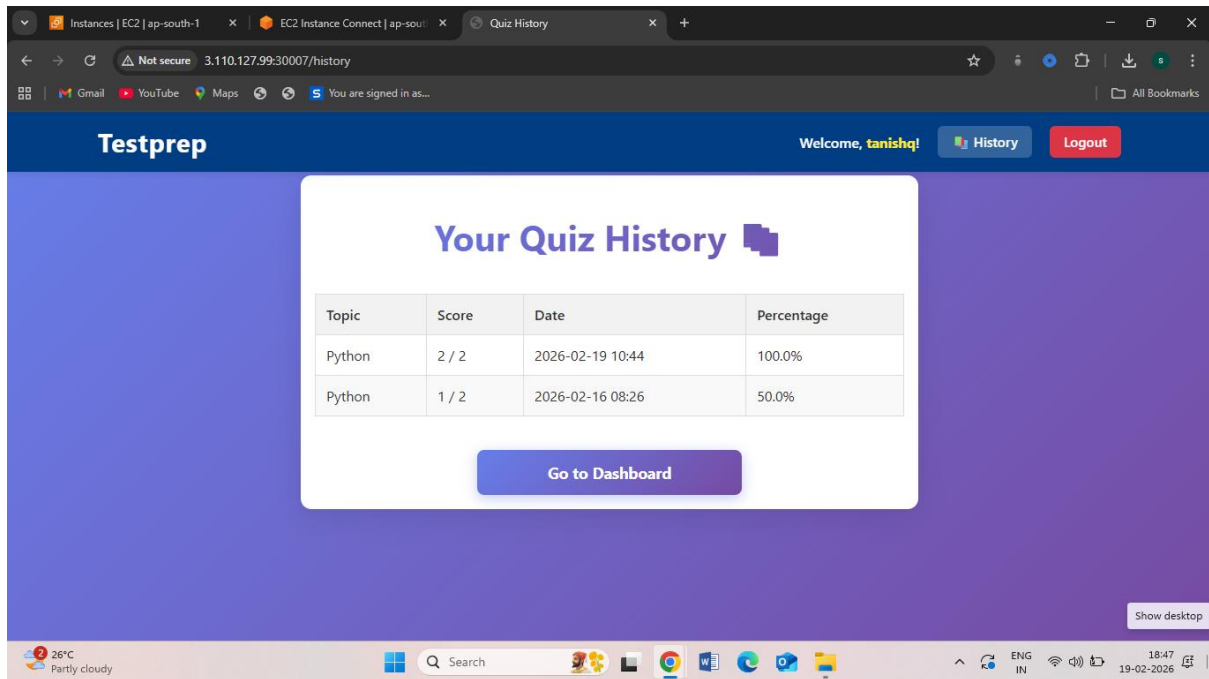 Instances | EC2 | ap-south-1
EC2 Instance Connect | ap-sout
Quiz History
Not secure 3.110.127.99:30007/history
Gmail YouTube Maps You are signed in as... All Bookmarks
Testprep Welcome, tanishq! History Logout
Your Quiz History
Topic Score Date Percentage
Python 2 / 2 2026-02-19 10:44 100.0%
Python 1 / 2 2026-02-16 08:26 50.0%
Go to Dashboard
Show desktop
2 26°C
Partly cloudy
Search
ENG
IN
18:47
19-02-2026